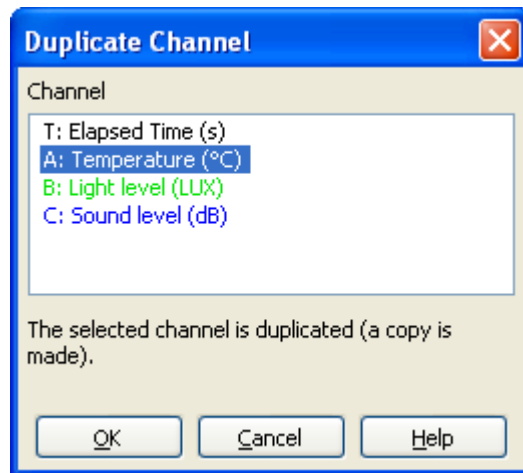 Duplicate Channel
Channel
T: Elapsed Time (s)
A: Temperature (°C)
B: Light level (LUX)
C: Sound level (dB)
The selected channel is duplicated (a copy is
made).
OK Cancel Help